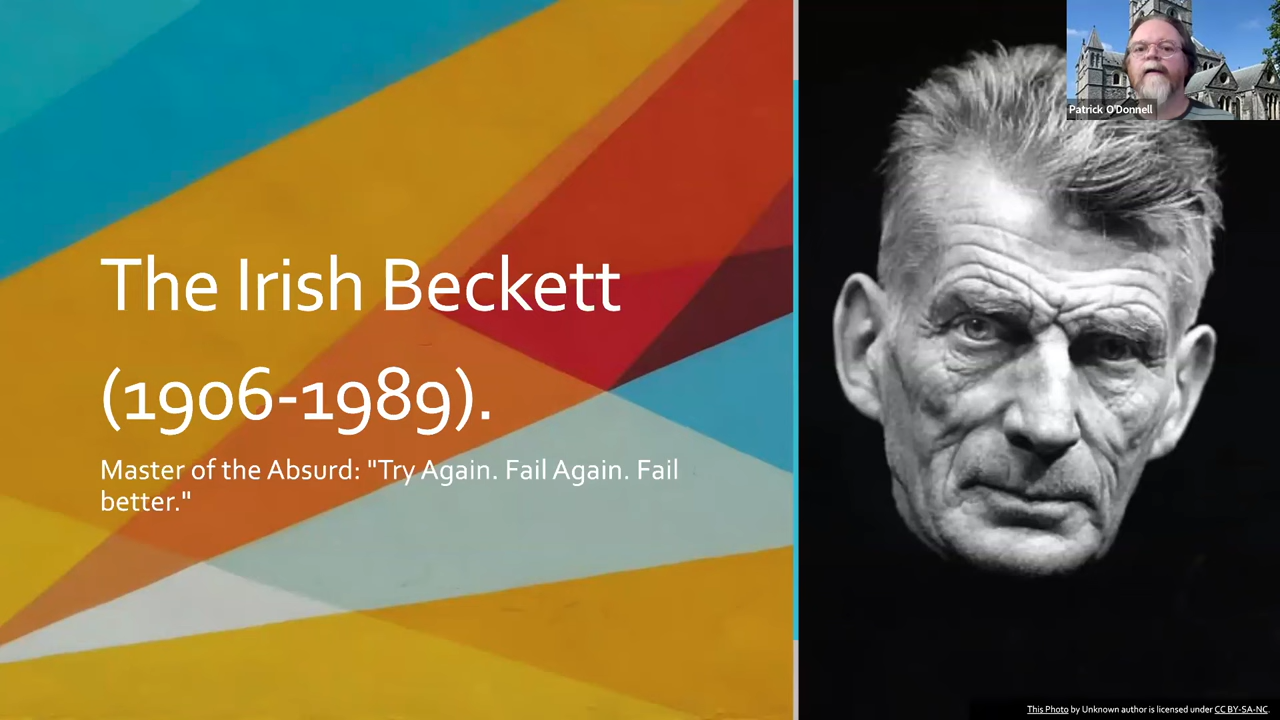 The Irish Beckett
(1906-1989).
Master of the Absurd: "Try Again. Fail Again. Fail
better."
Patrick O'Donnell
This Photo by Unknown author is licensed under CC BY-SA-NC.